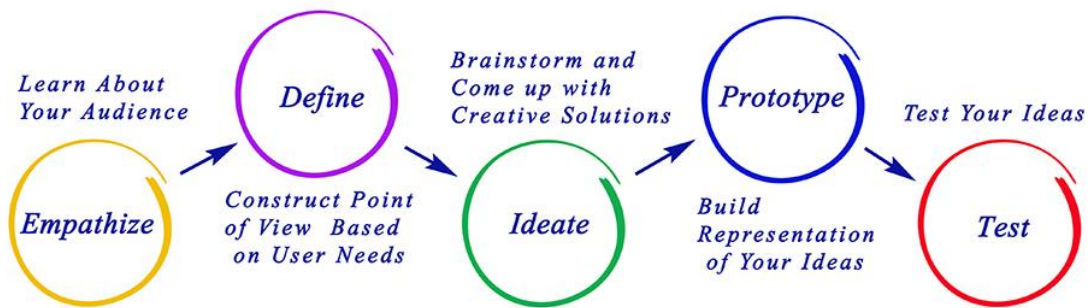 Learn About
Your Audience
Empathize
Define
Construct Point
of View Based
on User Needs
Brainstorm and
Come up with
Creative Solutions
Ideate
Prototype
Build
Representation
of Your Ideas
Test Your Ideas
Test